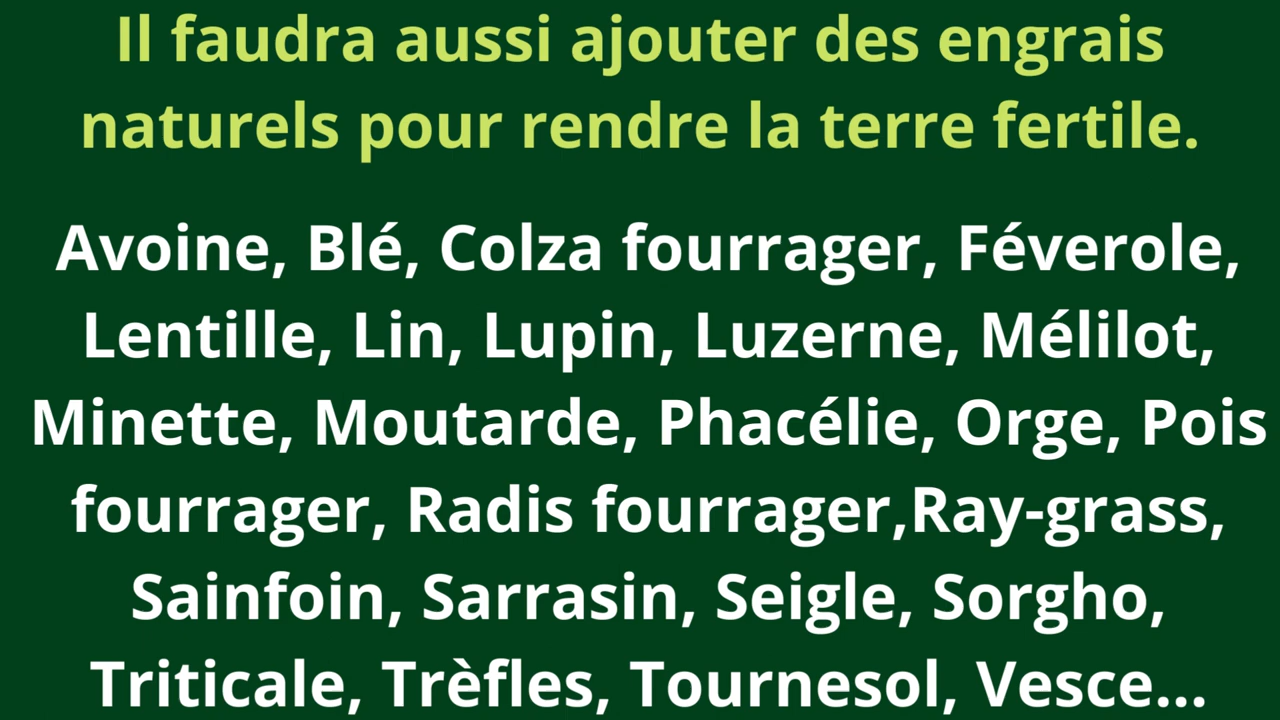 Il faudra aussi ajouter des engrais
naturels pour rendre la terre fertile.
Avoine, Blé, Colza fourrager, Féverole,
Lentille, Lin, Lupin, Luzerne, Mélilot,
Minette, Moutarde, Phacélie, Orge, Pois
fourrager, Radis fourrager,Ray-grass,
Sainfoin, Sarrasin, Seigle, Sorgho,
Triticale, Trèfles, Tournesol, Vesce...